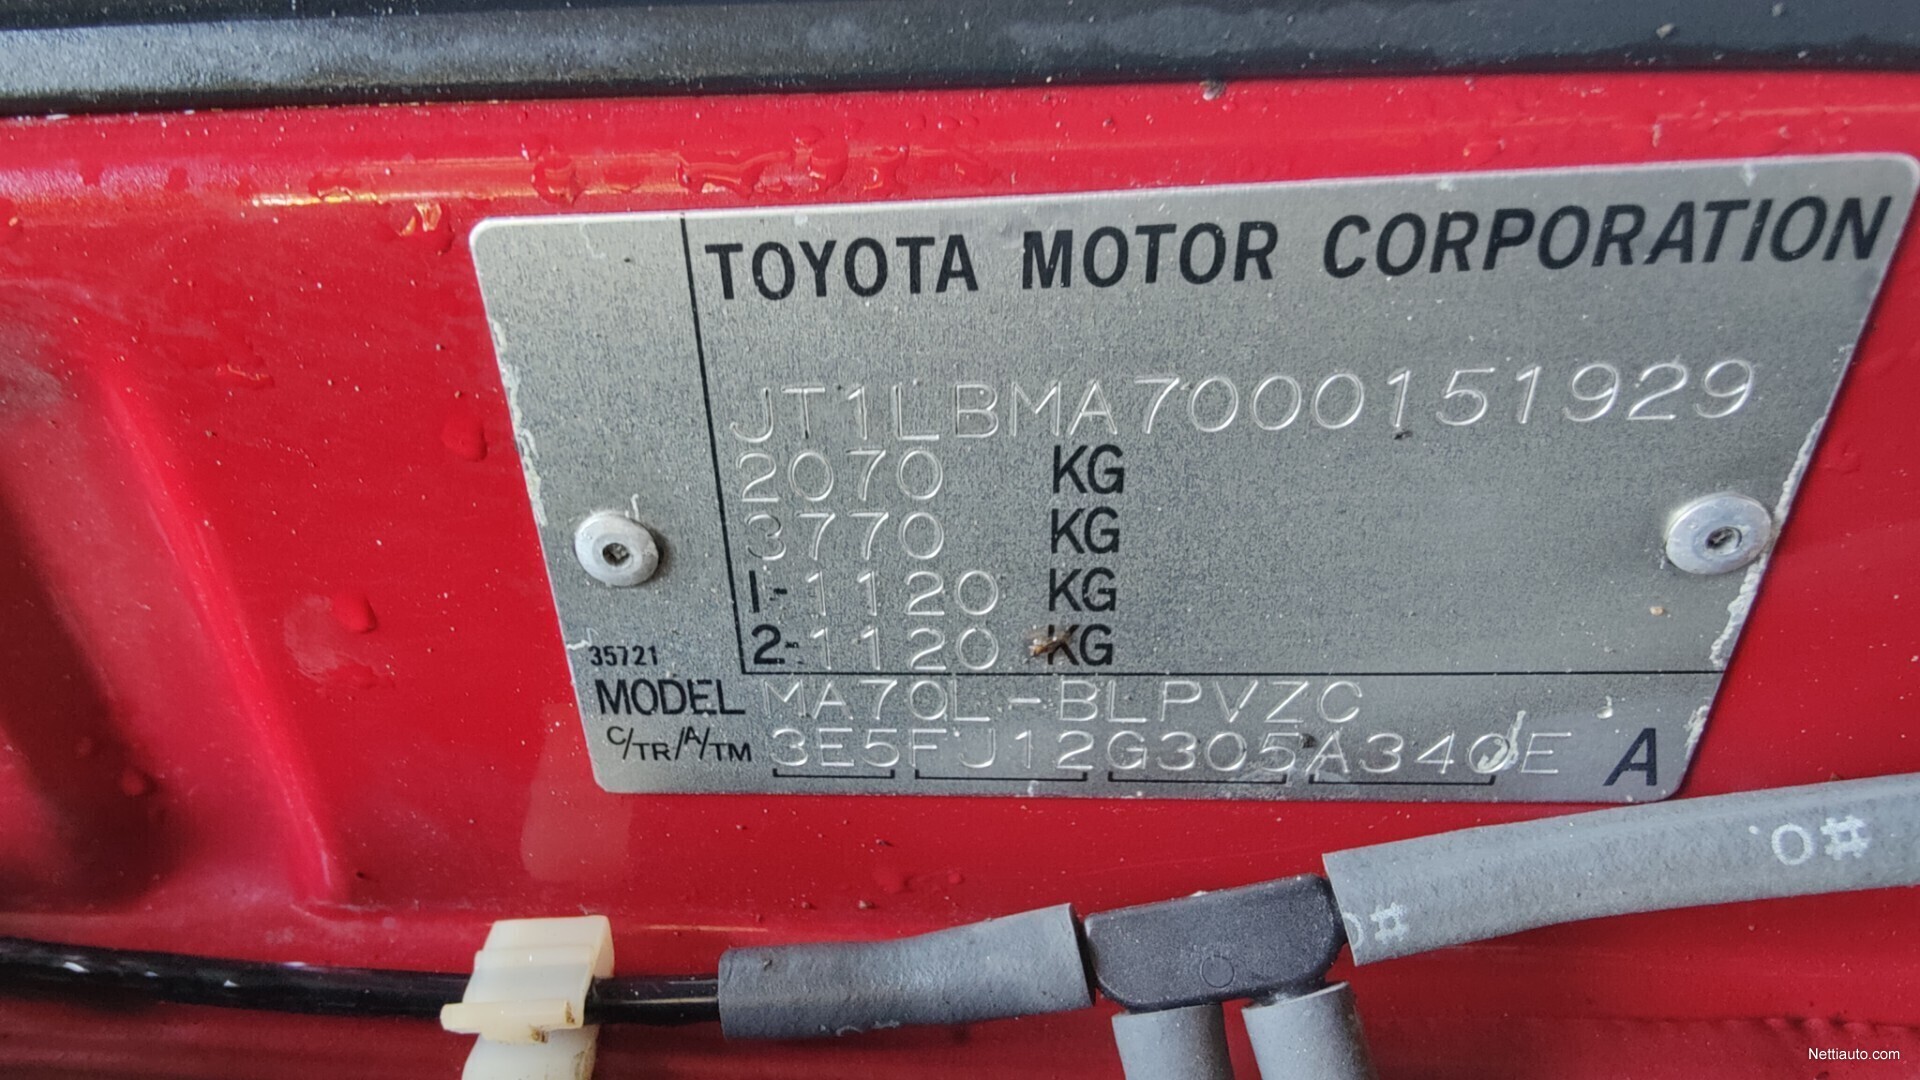 TOYOTA MOTOR CORPORATION
JT1LBMA7000151929
2070 KG
3770 KG
1-1120 KG
2-1120 KG
35721
MODEL MA70L-BLPVZC
C/TR/A/TM 3E5FJ12G305A340E A
O.#
O#
Nettiauto.com